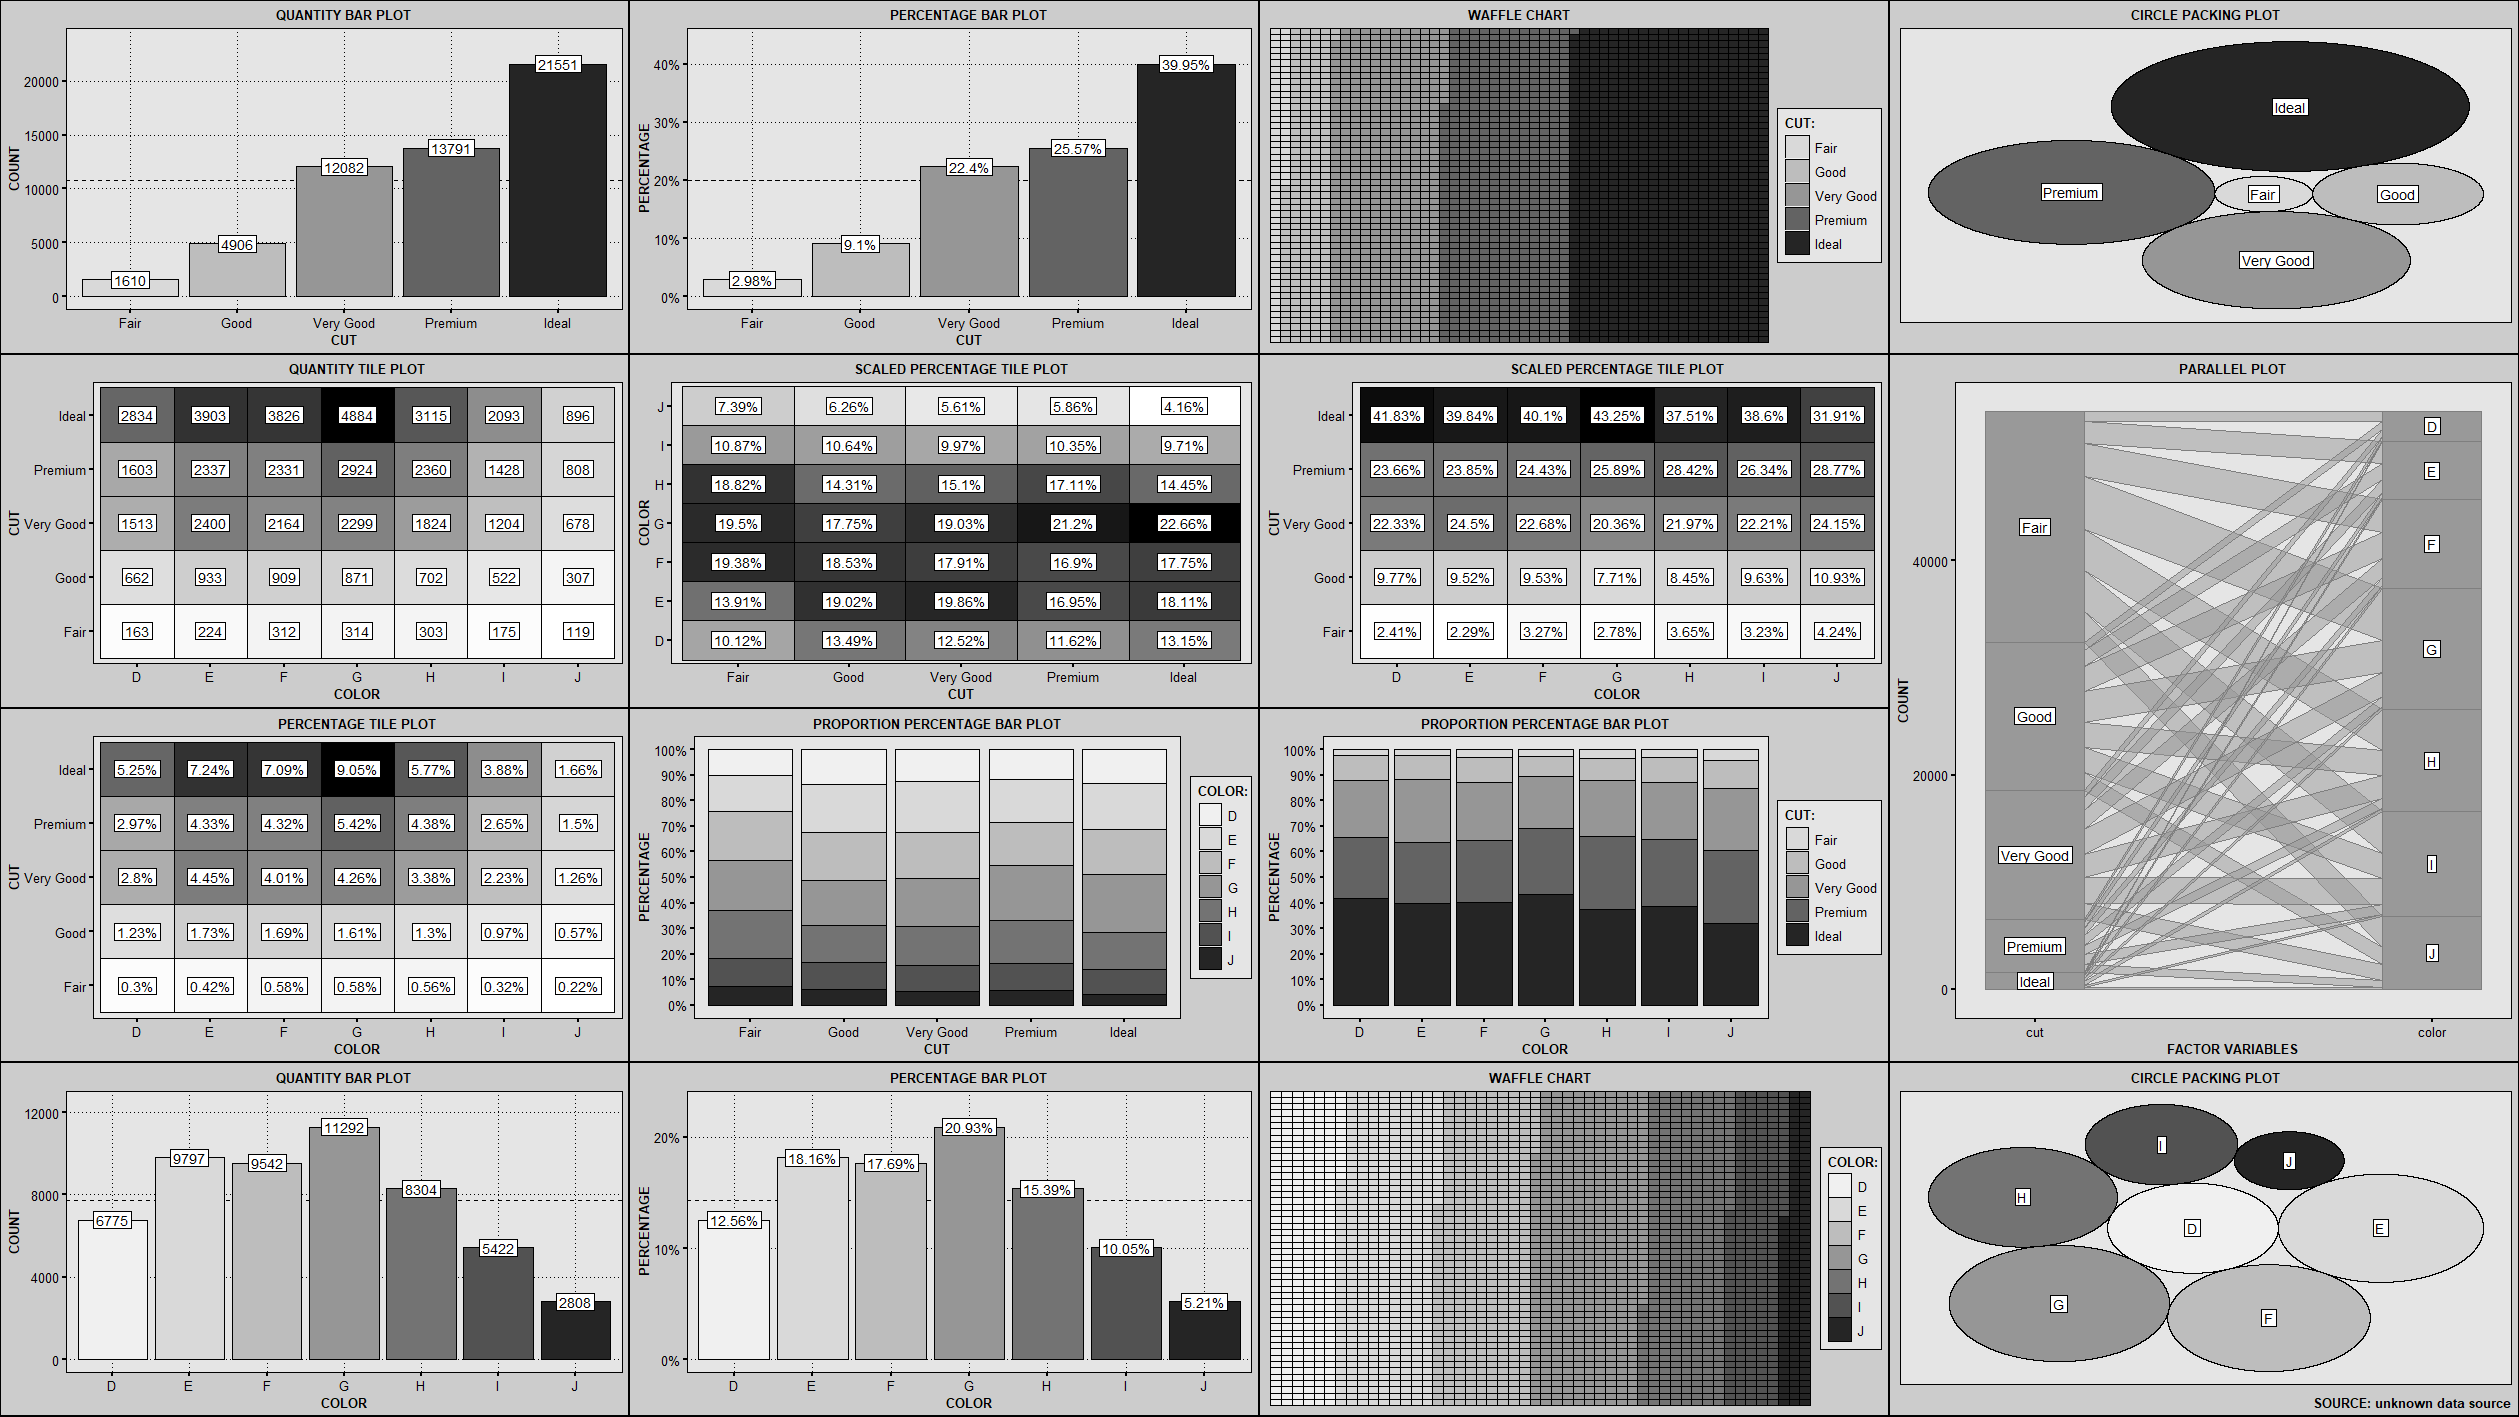 QUANTITY BAR PLOT
COUNT
20000
15000
10000
5000
0
1610
4906
12082
13791
21551
Fair Good Very Good Premium Ideal
CUT
PERCENTAGE BAR PLOT
PERCENTAGE
40%
30%
20%
10%
0%
2.98%
9.1%
22.4%
25.57%
39.95%
Fair Good Very Good Premium Ideal
CUT
WAFFLE CHART
CUT:
Fair
Good
Very Good
Premium
Ideal
CIRCLE PACKING PLOT
Ideal
Premium
Fair
Good
Very Good
QUANTITY TILE PLOT
CUT
Ideal 2834 3903 3826 4884 3115 2093 896
Premium 1603 2337 2331 2924 2360 1428 808
Very Good 1513 2400 2164 2299 1824 1204 678
Good 662 933 909 871 702 522 307
Fair 163 224 312 314 303 175 119
D E F G H I J
COLOR
SCALED PERCENTAGE TILE PLOT
COLOR
J 7.39% 6.26% 5.61% 5.86% 4.16%
I 10.87% 10.64% 9.97% 10.35% 9.71%
H 18.82% 14.31% 15.1% 17.11% 14.45%
G 19.5% 17.75% 19.03% 21.2% 22.66%
F 19.38% 18.53% 17.91% 16.9% 17.75%
E 13.91% 19.02% 19.86% 16.95% 18.11%
D 10.12% 13.49% 12.52% 11.62% 13.15%
Fair Good Very Good Premium Ideal
CUT
SCALED PERCENTAGE TILE PLOT
CUT
Ideal 41.83% 39.84% 40.1% 43.25% 37.51% 38.6% 31.91%
Premium 23.66% 23.85% 24.43% 25.89% 28.42% 26.34% 28.77%
Very Good 22.33% 24.5% 22.68% 20.36% 21.97% 22.21% 24.15%
Good 9.77% 9.52% 9.53% 7.71% 8.45% 9.63% 10.93%
Fair 2.41% 2.29% 3.27% 2.78% 3.65% 3.23% 4.24%
D E F G H I J
COLOR
PARALLEL PLOT
COUNT
40000
20000
0
Fair
Good
Very Good
Premium
Ideal
D
E
F
G
H
I
J
cut color
FACTOR VARIABLES
PERCENTAGE TILE PLOT
CUT
Ideal 5.25% 7.24% 7.09% 9.05% 5.77% 3.88% 1.66%
Premium 2.97% 4.33% 4.32% 5.42% 4.38% 2.65% 1.5%
Very Good 2.8% 4.45% 4.01% 4.26% 3.38% 2.23% 1.26%
Good 1.23% 1.73% 1.69% 1.61% 1.3% 0.97% 0.57%
Fair 0.3% 0.42% 0.58% 0.58% 0.56% 0.32% 0.22%
D E F G H I J
COLOR
PROPORTION PERCENTAGE BAR PLOT
PERCENTAGE
100%
90%
80%
70%
60%
50%
40%
30%
20%
10%
0%
Fair Good Very Good Premium Ideal
CUT
COLOR:
D
E
F
G
H
I
J
PROPORTION PERCENTAGE BAR PLOT
PERCENTAGE
100%
90%
80%
70%
60%
50%
40%
30%
20%
10%
0%
D E F G H I J
COLOR
CUT:
Fair
Good
Very Good
Premium
Ideal
QUANTITY BAR PLOT
COUNT
12000
8000
4000
0
6775
9797
9542
11292
8304
5422
2808
D E F G H I J
COLOR
PERCENTAGE BAR PLOT
PERCENTAGE
20%
10%
0%
12.56%
18.16%
17.69%
20.93%
15.39%
10.05%
5.21%
D E F G H I J
COLOR
WAFFLE CHART
COLOR:
D
E
F
G
H
I
J
CIRCLE PACKING PLOT
I
J
H
D
E
G
F
SOURCE: unknown data source